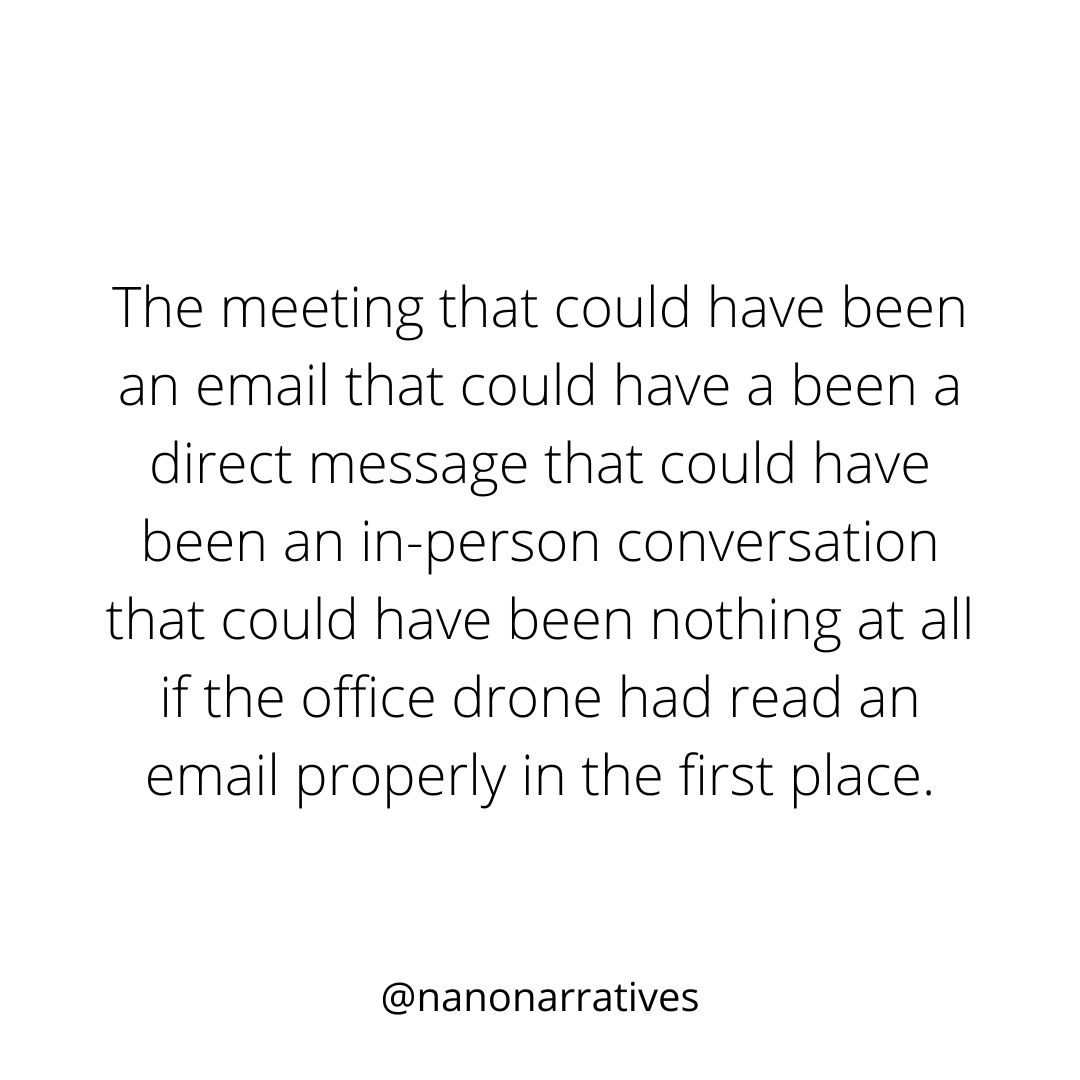 The meeting that could have been
an email that could have a been a
direct message that could have
been an in-person conversation
that could have been nothing at all
if the office drone had read an
email properly in the first place.
@nanonarratives